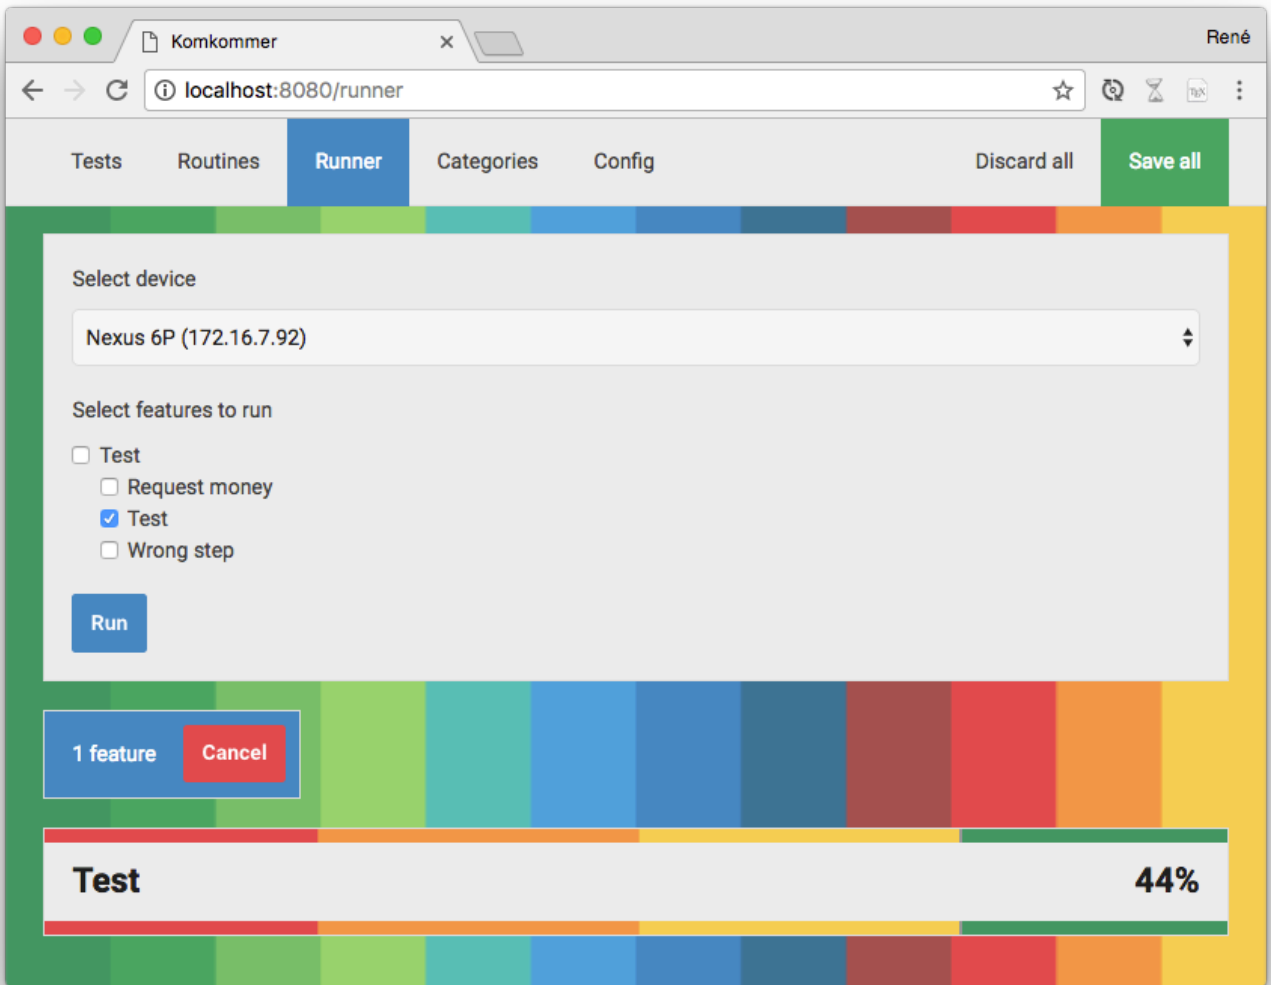 Komkommer
René
localhost:8080/runner
TEX
Tests Routines Runner Categories Config Discard all Save all
Select device
Nexus 6P (172.16.7.92)
Select features to run
Test
Request money
Test
Wrong step
Run
1 feature Cancel
Test 44%